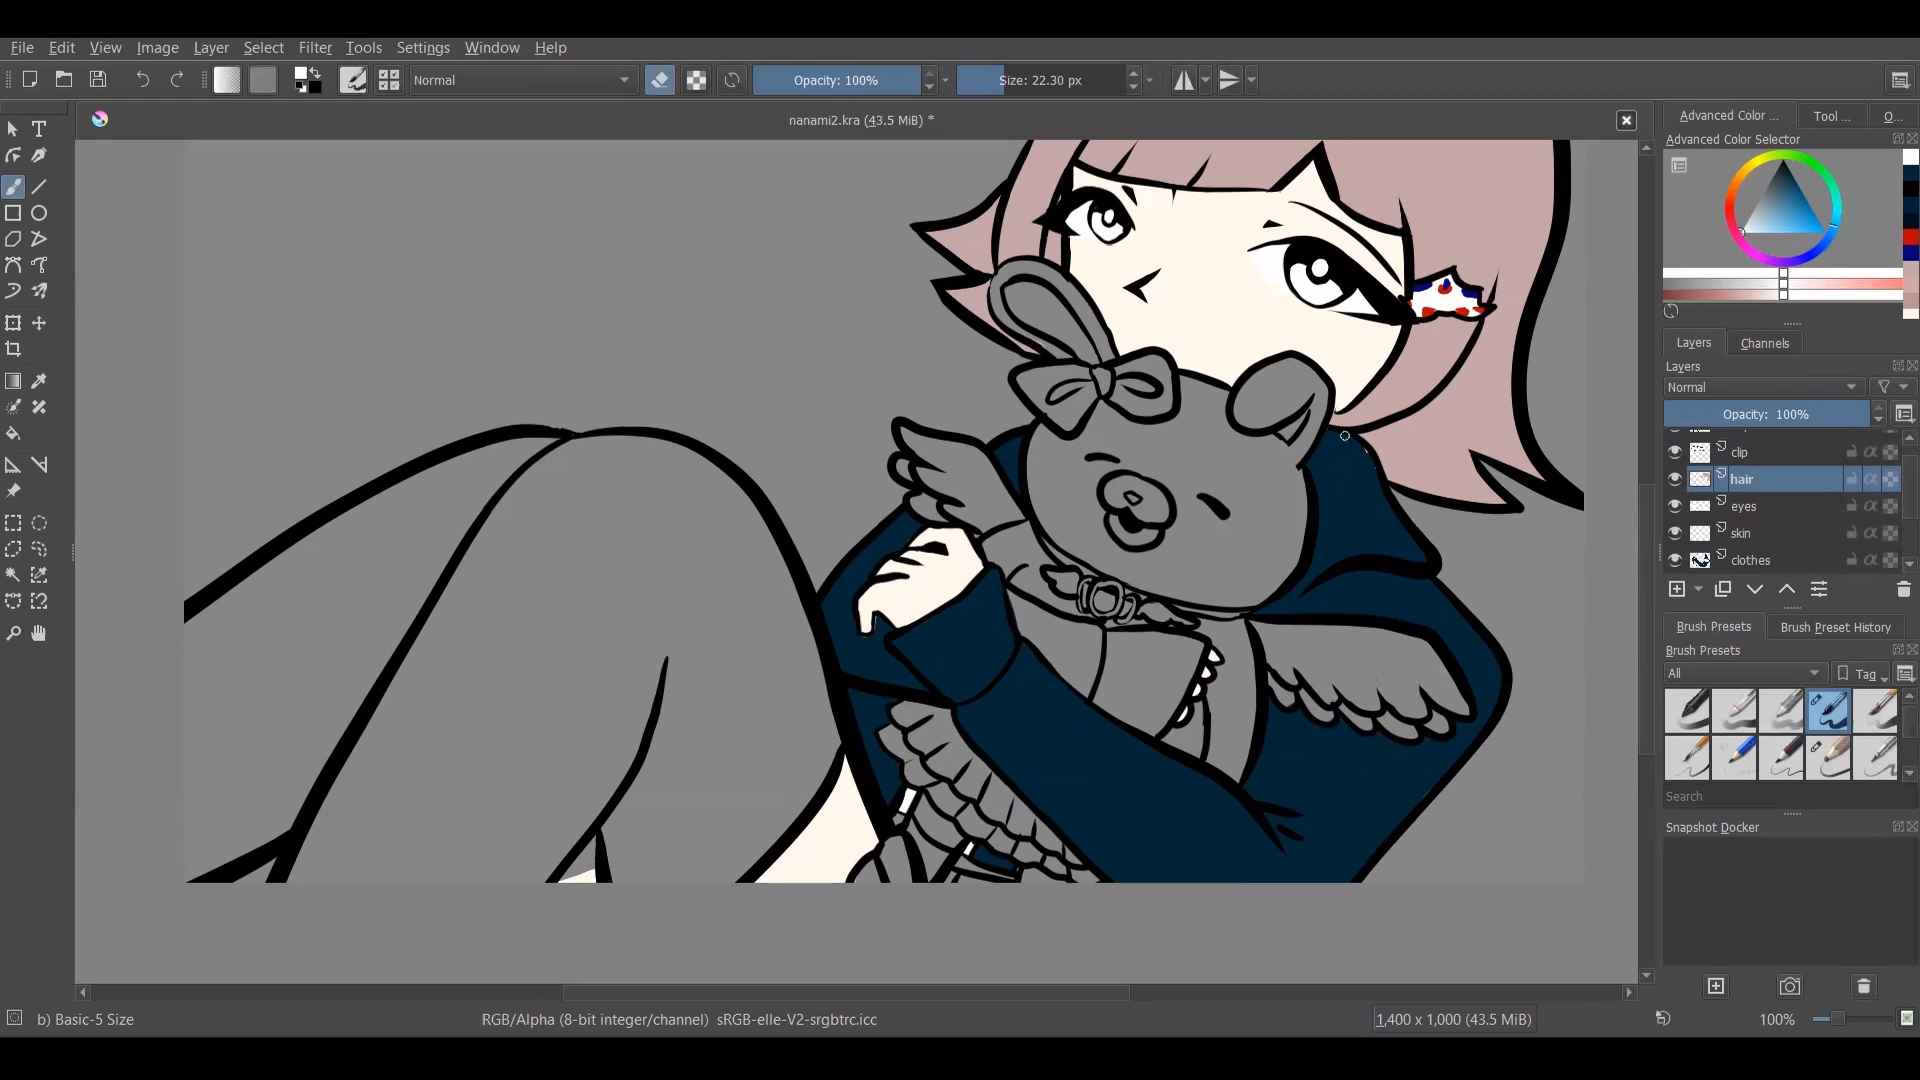 File Edit View Image Layer Select Filter Tools Settings Window Help
Normal Opacity: 100% Size: 22.30 px
nanami2.kra (43.5 MiB) *
Advanced Color ... Tool ... O...
Advanced Color Selector
Layers Channels
Layers
Normal
Opacity: 100%
clip
hair
eyes
skin
clothes
Brush Presets Brush Preset History
Brush Presets
All Tag
Search
Snapshot Docker
b) Basic-5 Size RGB/Alpha (8-bit integer/channel) sRGB-elle-V2-srgbtrc.icc 1,400 x 1,000 (43.5 MiB) 100%